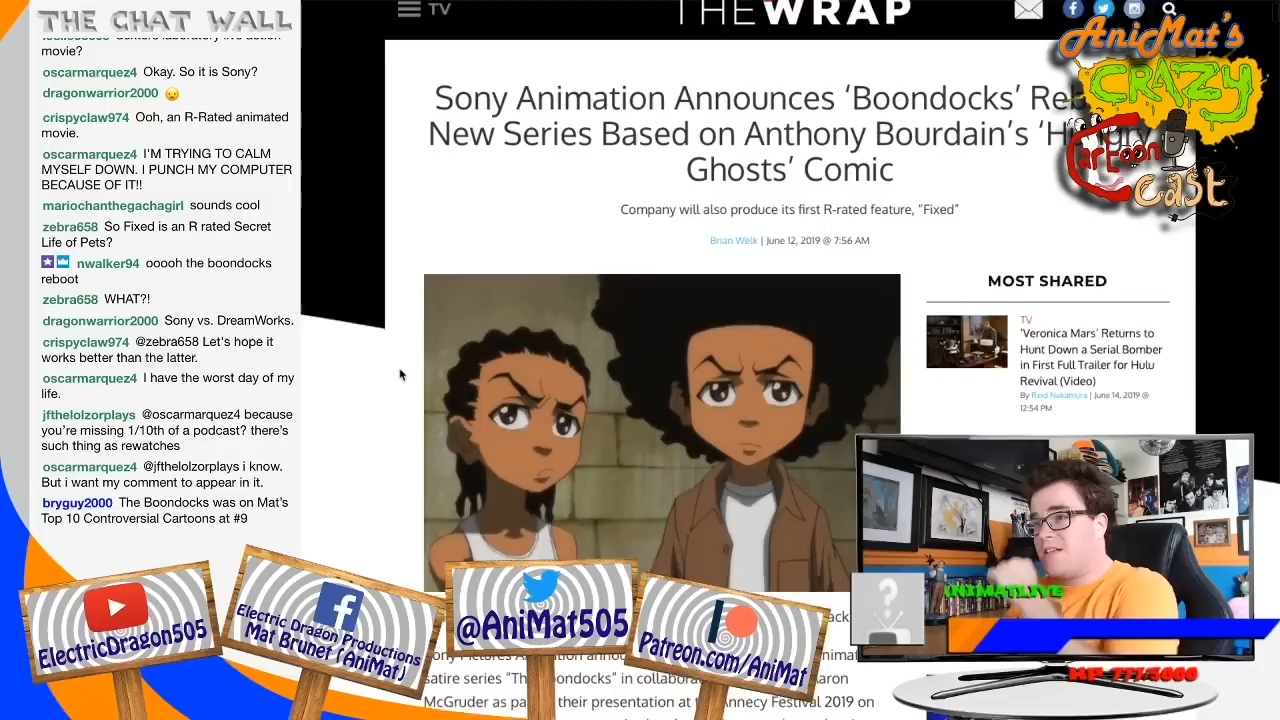 THE CHAT WALL
movie?
oscarmarquez4 Okay. So it is Sony?
dragonwarrior2000 😧
crispyclaw974 Ooh, an R-Rated animated
movie.
oscarmarquez4 I'M TRYING TO CALM
MYSELF DOWN. I PUNCH MY COMPUTER
BECAUSE OF IT!!
mariochanthegachagirl sounds cool
zebra658 So Fixed is an R rated Secret
Life of Pets?
nwalker94 ooooh the boondocks
reboot
zebra658 WHAT?!
dragonwarrior2000 Sony vs. DreamWorks.
crispyclaw974 @zebra658 Let's hope it
works better than the latter.
oscarmarquez4 I have the worst day of my
life.
jfthelolzorplays @oscarmarquez4 because
you're missing 1/10th of a podcast? there's
such thing as rewatches
oscarmarquez4 @jfthelolzorplays i know.
But i want my comment to appear in it.
bryguy2000 The Boondocks was on Mat's
Top 10 Controversial Cartoons at #9
TV
THEWRAP
Sony Animation Announces ‘Boondocks’
New Series Based on Anthony Bourdain’s
Ghosts’ Comic
Company will also produce its first R-rated feature, “Fixed”
Brian Welk | June 12, 2019 @ 7:56 AM
MOST SHARED
TV
‘Veronica Mars’ Returns to
Hunt Down a Serial Bomber
in First Full Trailer for Hulu
Revival (Video)
By Reid Nakamura | June 14, 2019 @
12:54 PM
satire series “The
in
McGruder as
their presentation at
Annecy Festival 2019 on
AniMat's
CRAZY
Cartoon
Cast
ANIMATLIVE
HP 777/5000
ElectricDragon505
Electric Dragon Productions
Mat Brunet (AniMat)
@AniMat505
Patreon.com/AniMat